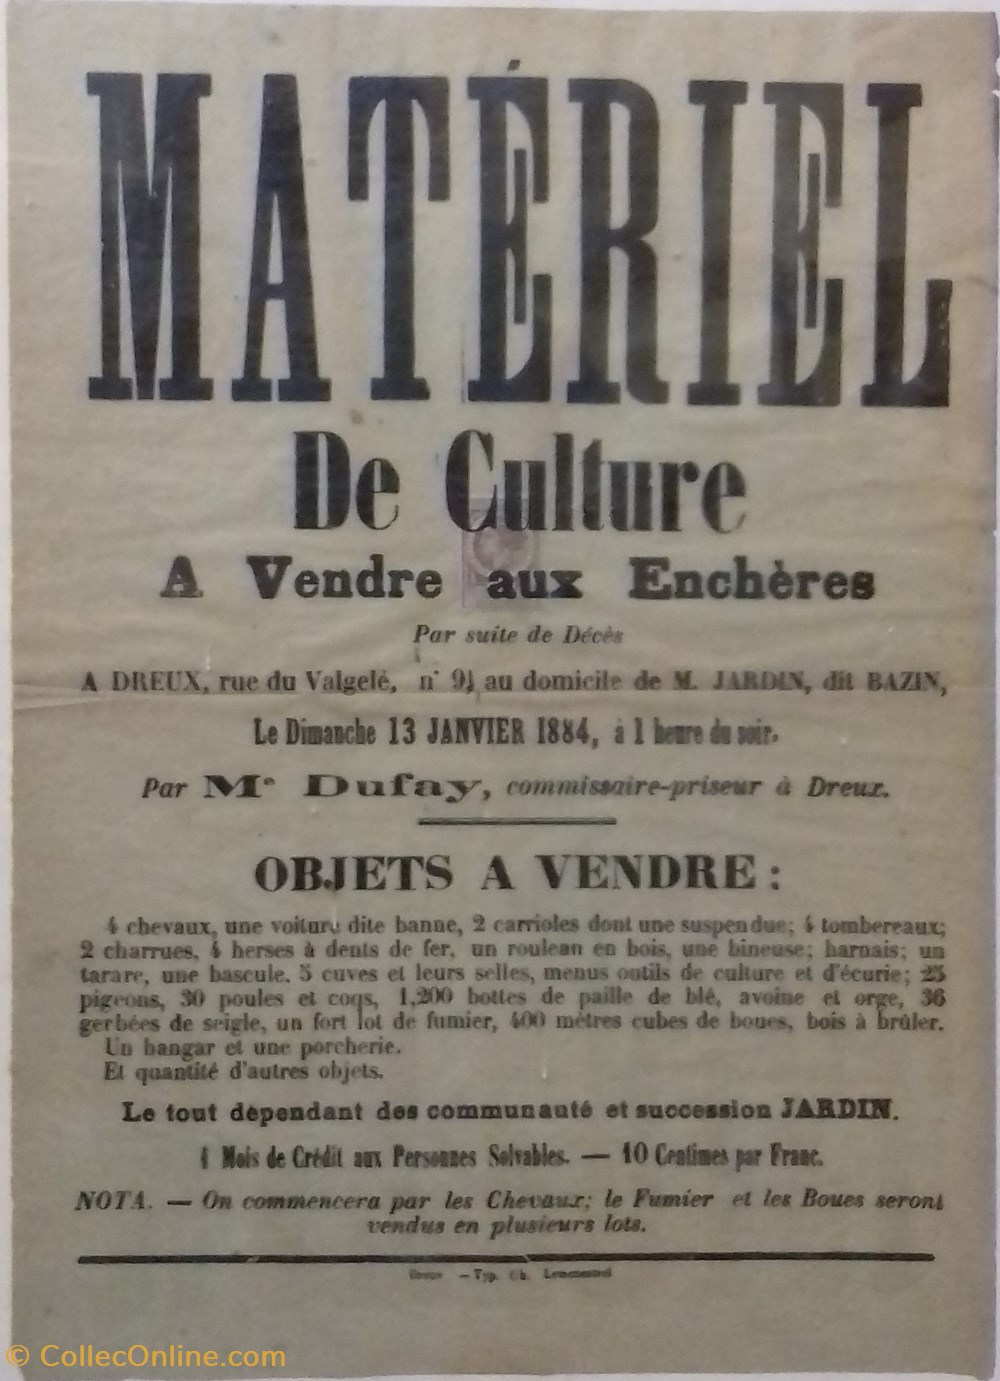 MATÉRIEL
De Culture
A Vendre aux Enchères
Par suite de Décès
A DREUX, rue du Valgelé, n° 9, au domicile de M. JARDIN, dit BAZIN,
Le Dimanche 13 JANVIER 1884, à 1 heure du soir,
Par Me Dufay, commissaire-priseur à Dreux.
OBJETS A VENDRE :
4 chevaux, une voiture dite banne, 2 carrioles dont une suspendue; 4 tombereaux;
2 charrues, 4 herses à dents de fer, un rouleau en bois, une bineuse; harnais; un
tarare, une bascule, 5 cuves et leurs selles, menus outils de culture et d'écurie; 25
pigeons, 30 poules et coqs, 1,200 bottes de paille de blé, avoine et orge, 36
gerbées de seigle, un fort lot de fumier, 400 mètres cubes de boues, bois à brûler.
Un hangar et une porcherie.
Et quantité d'autres objets.
Le tout dépendant des communauté et succession JARDIN.
4 Mois de Crédit aux Personnes Solvables. — 10 Centimes par Franc.
NOTA. — On commencera par les Chevaux; le Fumier et les Boues seront
vendus en plusieurs lots.
Dreux — Typ. Ch.
© CollecOnline.com